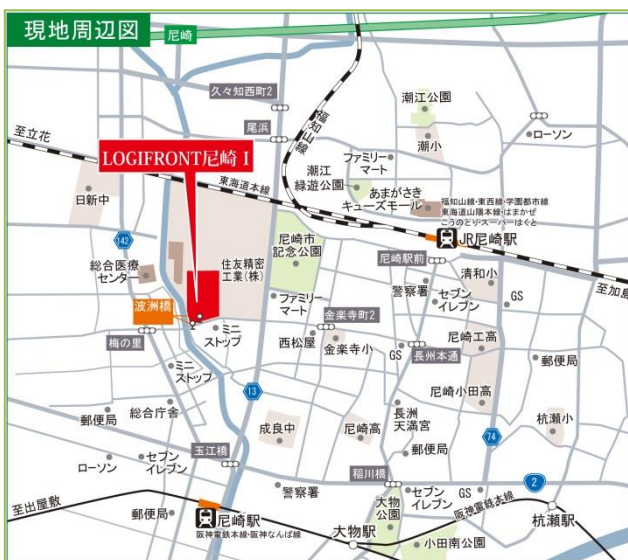 現地周辺図
尼崎
久々知西町2
尾浜
福知山線
潮江公園
潮小
ローソン
至立花
LOGIFRONT尼崎 I
東海道本線
ファミリー
マート
潮江
緑遊公園
あまがさき
キューズモール
福知山線・東西線・学園都市線
東海道山陽本線・はまかぜ
こうのとり・スーパーはくと
JR尼崎駅
日新中
142
総合医療
センター
住友精密
工業(株)
尼崎市
記念公園
尼崎駅前
警察署
清和小
至加島
セブン
イレブン
GS
波洲橋
梅の里
ミニ
ストップ
ファミリー
マート
金楽寺町2
西松屋
金楽寺小
GS
長州本通
尼崎工高
郵便局
ミニ
ストップ
13
尼崎小田高
郵便局
総合庁舎
成良中
尼崎高
長洲
天満宮
杭瀬小
74
玉江橋
ローソン
セブン
イレブン
郵便局
稲川橋
2
至出屋敷
警察署
セブン
イレブン
GS
阪神電鉄本線
郵便局
尼崎駅
阪神電鉄本線・阪神なんば線
大物
公園
大物駅
小田南公園
杭瀬駅